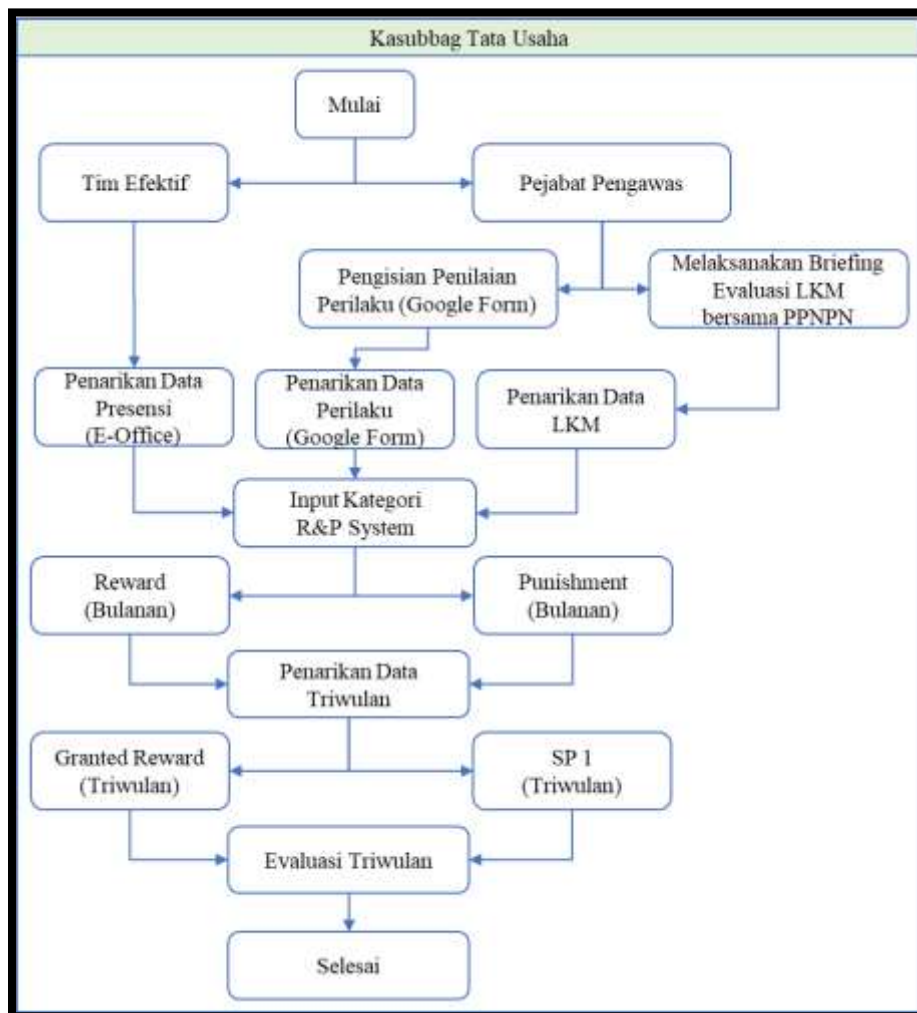 Kasubbag Tata Usaha
Mulai
Tim Efektif
Pejabat Pengawas
Pengisian Penilaian
Perilaku (Google Form)
Melaksanakan Briefing
Evaluasi LKM
bersama PPNPN
Penarikan Data
Presensi
(E-Office)
Penarikan Data
Perilaku
(Google Form)
Penarikan Data
LKM
Input Kategori
R&P System
Reward
(Bulanan)
Punishment
(Bulanan)
Penarikan Data
Triwulan
Granted Reward
(Triwulan)
SP 1
(Triwulan)
Evaluasi Triwulan
Selesai